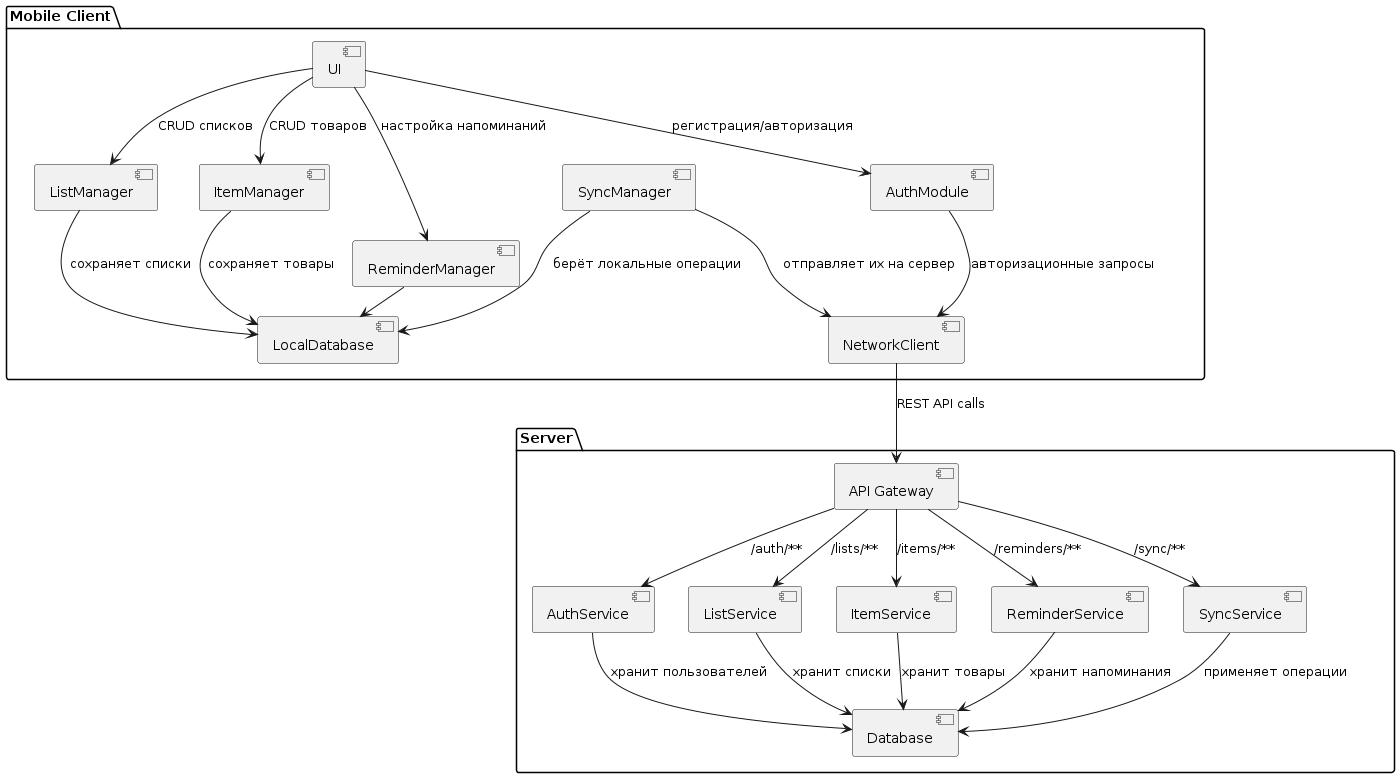 Mobile Client
UI
CRUD списков
CRUD товаров
настройка напоминаний
регистрация/авторизация
ListManager
ItemManager
SyncManager
AuthModule
ReminderManager
сохраняет списки
сохраняет товары
берёт локальные операции
отправляет их на сервер
авторизационные запросы
LocalDatabase
NetworkClient
REST API calls
Server
API Gateway
/auth/**
/lists/**
/items/**
/reminders/**
/sync/**
AuthService
ListService
ItemService
ReminderService
SyncService
хранит пользователей
хранит списки
хранит товары
хранит напоминания
применяет операции
Database